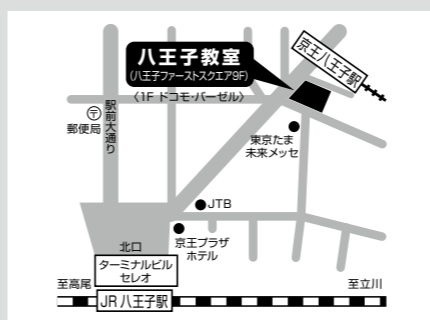 八王子教室
(八王子ファーストスクエア9F)
〈1F ドコモ・バーゼル〉
京王八王子駅
〒
郵便局
駅前大通り
東京たま
未来メッセ
JTB
京王プラザ
ホテル
北口
ターミナルビル
セレオ
至高尾
至立川
JR 八王子駅